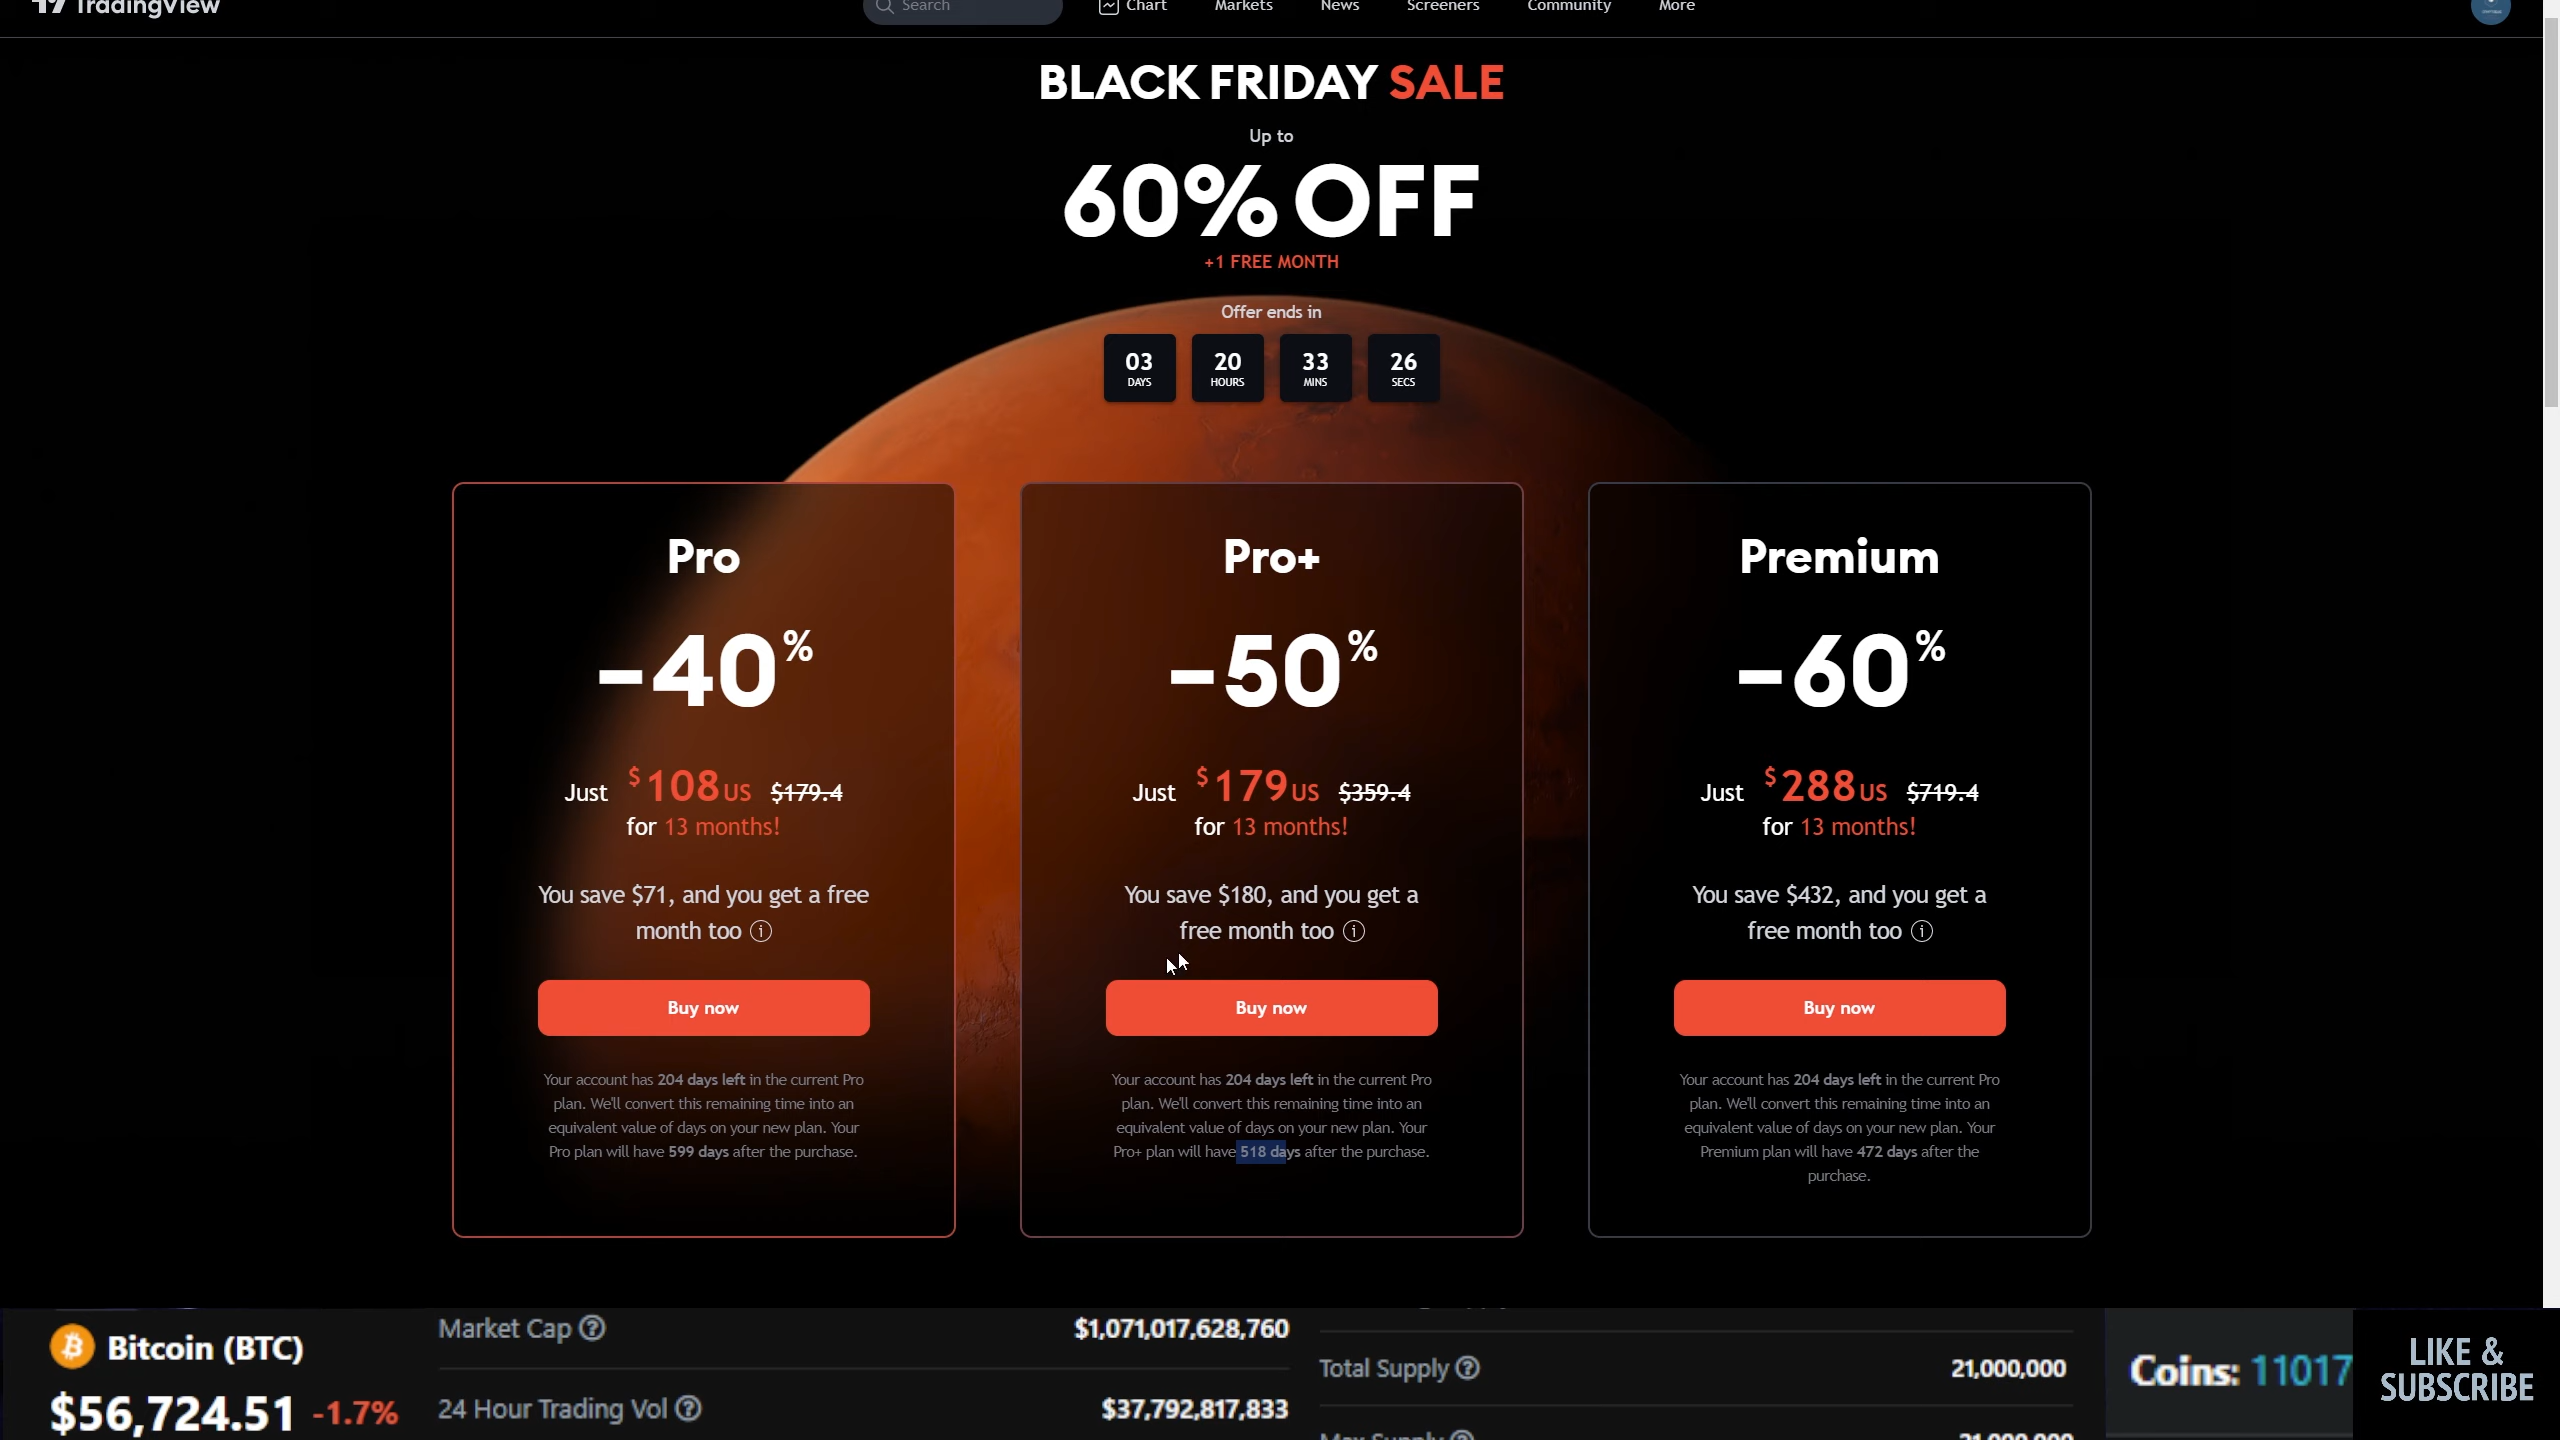 TradingView
Search
Chart
Markets
News
Screeners
Community
More
BLACK FRIDAY SALE
Up to
60% OFF
+1 FREE MONTH
Offer ends in
03 DAYS
20 HOURS
33 MINS
26 SECS
Pro
-40%
Just $108US $179.4
for 13 months!
You save $71, and you get a free
month too
Buy now
Your account has 204 days left in the current Pro
plan. We'll convert this remaining time into an
equivalent value of days on your new plan. Your
Pro plan will have 599 days after the purchase.
Pro+
-50%
Just $179US $359.4
for 13 months!
You save $180, and you get a
free month too
Buy now
Your account has 204 days left in the current Pro
plan. We'll convert this remaining time into an
equivalent value of days on your new plan. Your
Pro+ plan will have 518 days after the purchase.
Premium
-60%
Just $288US $719.4
for 13 months!
You save $432, and you get a
free month too
Buy now
Your account has 204 days left in the current Pro
plan. We'll convert this remaining time into an
equivalent value of days on your new plan. Your
Premium plan will have 472 days after the
purchase.
Bitcoin (BTC)
$56,724.51 -1.7%
Market Cap $1,071,017,628,760
24 Hour Trading Vol $37,792,817,833
Total Supply 21,000,000
Max Supply 21,000,000
Coins: 11017
LIKE &
SUBSCRIBE